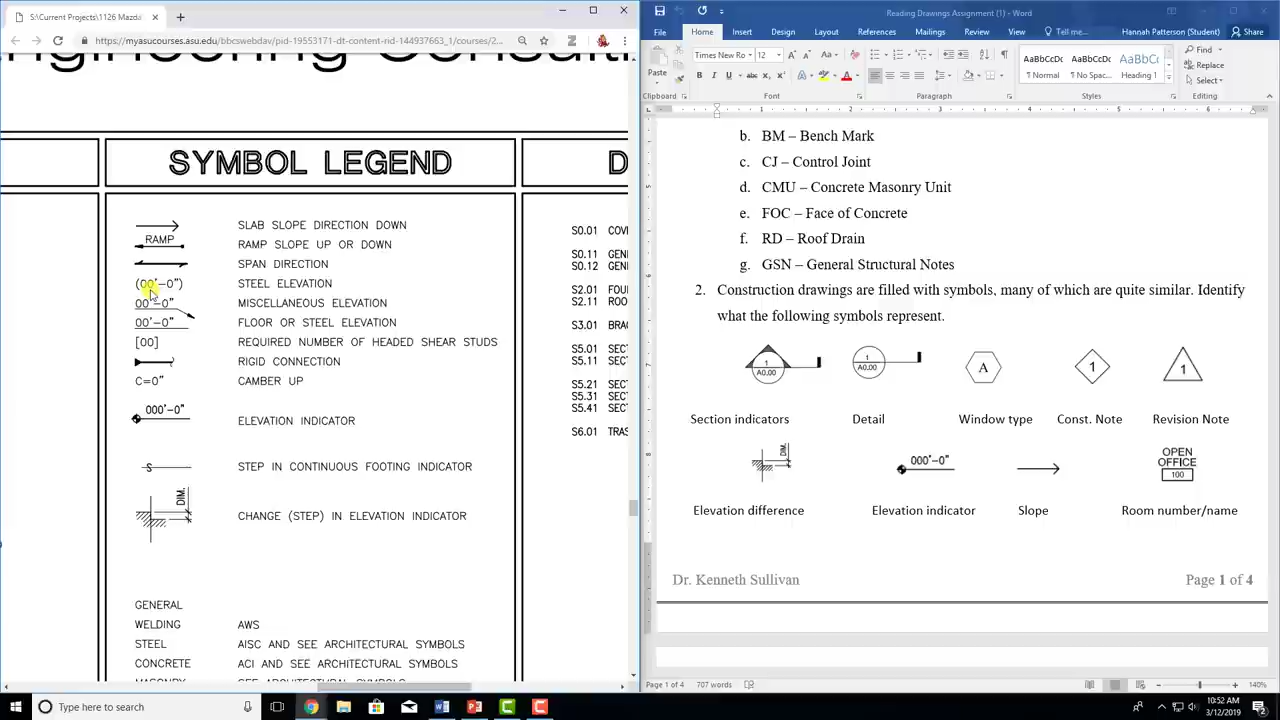 S:\Current Projects\1126 Mazda
https://myasucourses.asu.edu/bbcswebdav/pid-19553171-dt-content-rid-144937663_1/courses/2...
SYMBOL LEGEND
D
SLAB SLOPE DIRECTION DOWN
RAMP
RAMP SLOPE UP OR DOWN
SPAN DIRECTION
(00'-0") STEEL ELEVATION
00'-0" MISCELLANEOUS ELEVATION
00'-0" FLOOR OR STEEL ELEVATION
[00] REQUIRED NUMBER OF HEADED SHEAR STUDS
RIGID CONNECTION
C=0" CAMBER UP
000'-0"
ELEVATION INDICATOR
S STEP IN CONTINUOUS FOOTING INDICATOR
DIM.
CHANGE (STEP) IN ELEVATION INDICATOR
GENERAL
WELDING AWS
STEEL AISC AND SEE ARCHITECTURAL SYMBOLS
CONCRETE ACI AND SEE ARCHITECTURAL SYMBOLS
S0.01 COV
S0.11 GEN
S0.12 GEN
S2.01 FOU
S2.11 ROO
S3.01 BRAC
S5.01 SECT
S5.11 SECT
S5.21 SECT
S5.31 SECT
S5.41 SECT
S6.01 TRAS
Reading Drawings Assignment (1) - Word
File Home Insert Design Layout References Mailings Review View Tell me... Hannah Patterson (Student) Share
Paste
Times New Ro 12
B I U
AaBbCcDc AaBbCcDc AaBbCc
¶ Normal ¶ No Spac... Heading 1
Find
Replace
Select
Clipboard Font Paragraph Styles Editing
b. BM – Bench Mark
c. CJ – Control Joint
d. CMU – Concrete Masonry Unit
e. FOC – Face of Concrete
f. RD – Roof Drain
g. GSN – General Structural Notes
2. Construction drawings are filled with symbols, many of which are quite similar. Identify
what the following symbols represent.
1
A0.00
1
A0.00
A
1
1
Section indicators Detail Window type Const. Note Revision Note
DIM.
000'-0"
OPEN
OFFICE
100
Elevation difference Elevation indicator Slope Room number/name
Dr. Kenneth Sullivan Page 1 of 4
Page 1 of 4 707 words 140%
Type here to search
10:52 AM
3/12/2019